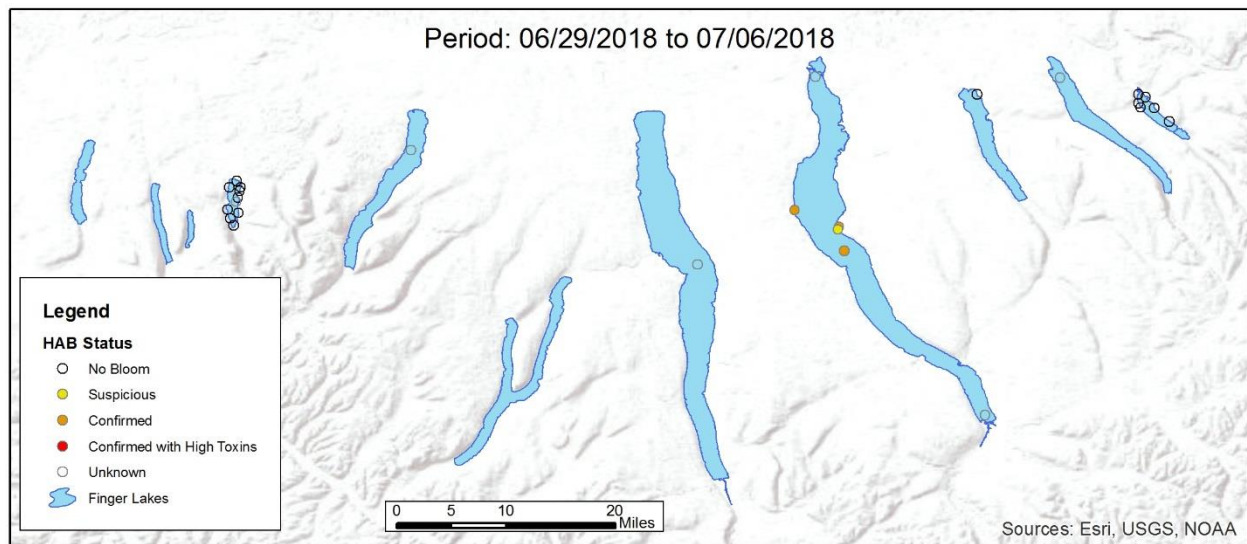 Period: 06/29/2018 to 07/06/2018
Legend
HAB Status
No Bloom
Suspicious
Confirmed
Confirmed with High Toxins
Unknown
Finger Lakes
0 5 10 20
Miles
Sources: Esri, USGS, NOAA